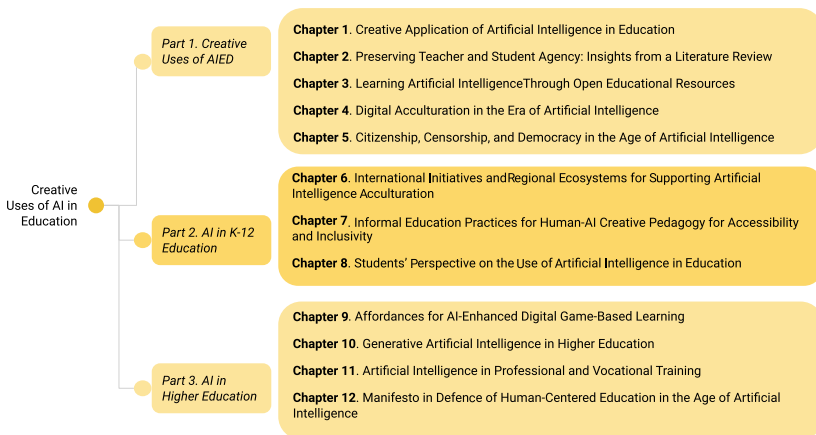 Creative
Uses of AI in
Education
Part 1. Creative
Uses of AIED
Chapter 1. Creative Application of Artificial Intelligence in Education
Chapter 2. Preserving Teacher and Student Agency: Insights from a Literature Review
Chapter 3. Learning Artificial IntelligenceThrough Open Educational Resources
Chapter 4. Digital Acculturation in the Era of Artificial Intelligence
Chapter 5. Citizenship, Censorship, and Democracy in the Age of Artificial Intelligence
Part 2. AI in K-12
Education
Chapter 6. International Initiatives andRegional Ecosystems for Supporting Artificial
Intelligence Acculturation
Chapter 7. Informal Education Practices for Human-AI Creative Pedagogy for Accessibility
and Inclusivity
Chapter 8. Students' Perspective on the Use of Artificial Intelligence in Education
Part 3. AI in
Higher Education
Chapter 9. Affordances for AI-Enhanced Digital Game-Based Learning
Chapter 10. Generative Artificial Intelligence in Higher Education
Chapter 11. Artificial Intelligence in Professional and Vocational Training
Chapter 12. Manifesto in Defence of Human-Centered Education in the Age of Artificial
Intelligence